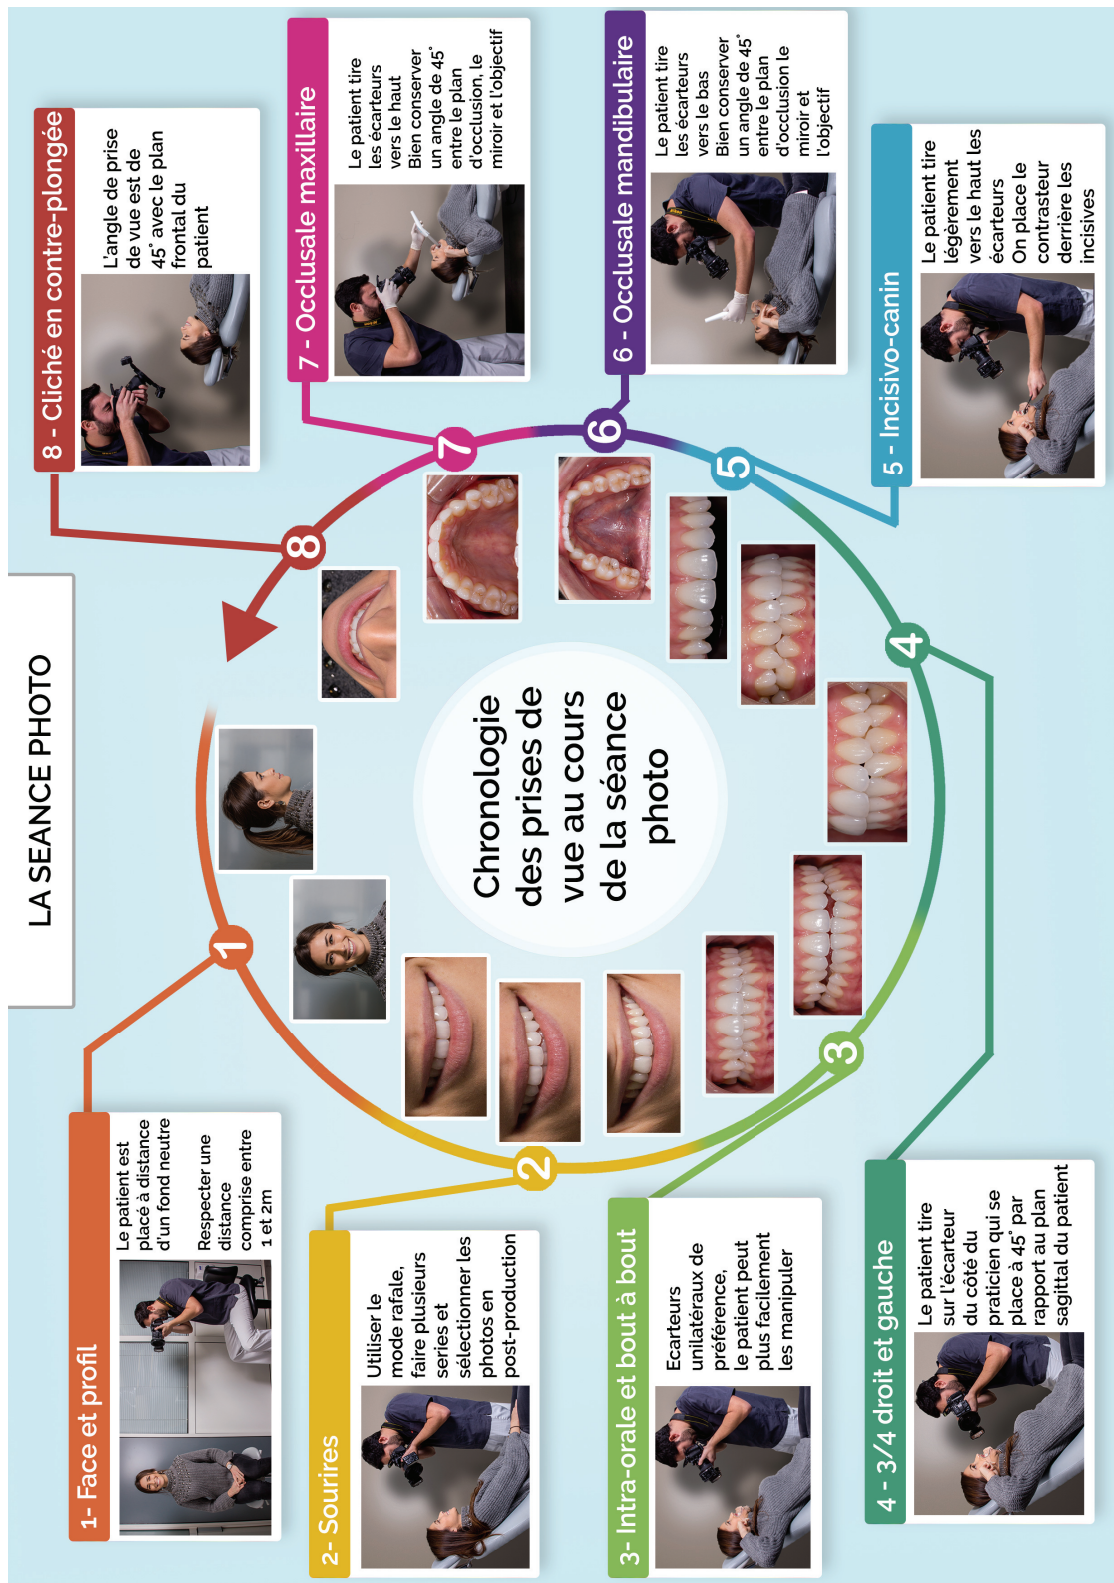 LA SEANCE PHOTO
Chronologie
des prises de
vue au cours
de la séance
photo
1
1- Face et profil
Le patient est
placé à distance
d'un fond neutre
Respecter une
distance
comprise entre
1 et 2m
2
2- Sourires
Utiliser le
mode rafale,
faire plusieurs
series et
sélectionner les
photos en
post-production
3
3- Intra-orale et bout à bout
Ecarteurs
unilatéraux de
préférence,
le patient peut
plus facilement
les manipuler
4
4 - 3/4 droit et gauche
Le patient tire
sur l'écarteur
du côté du
praticien qui se
place à 45° par
rapport au plan
sagittal du patient
5
5 - Incisivo-canin
Le patient tire
légèrement
vers le haut les
écarteurs
On place le
contrasteur
derrière les
incisives
6
6 - Occlusale mandibulaire
Le patient tire
les écarteurs
vers le bas
Bien conserver
un angle de 45°
entre le plan
d'occlusion le
miroir et
l'objectif
7
7 - Occlusale maxillaire
Le patient tire
les écarteurs
vers le haut
Bien conserver
un angle de 45°
entre le plan
d'occlusion, le
miroir et l'objectif
8
8 - Cliché en contre-plongée
L'angle de prise
de vue est de
45° avec le plan
frontal du
patient